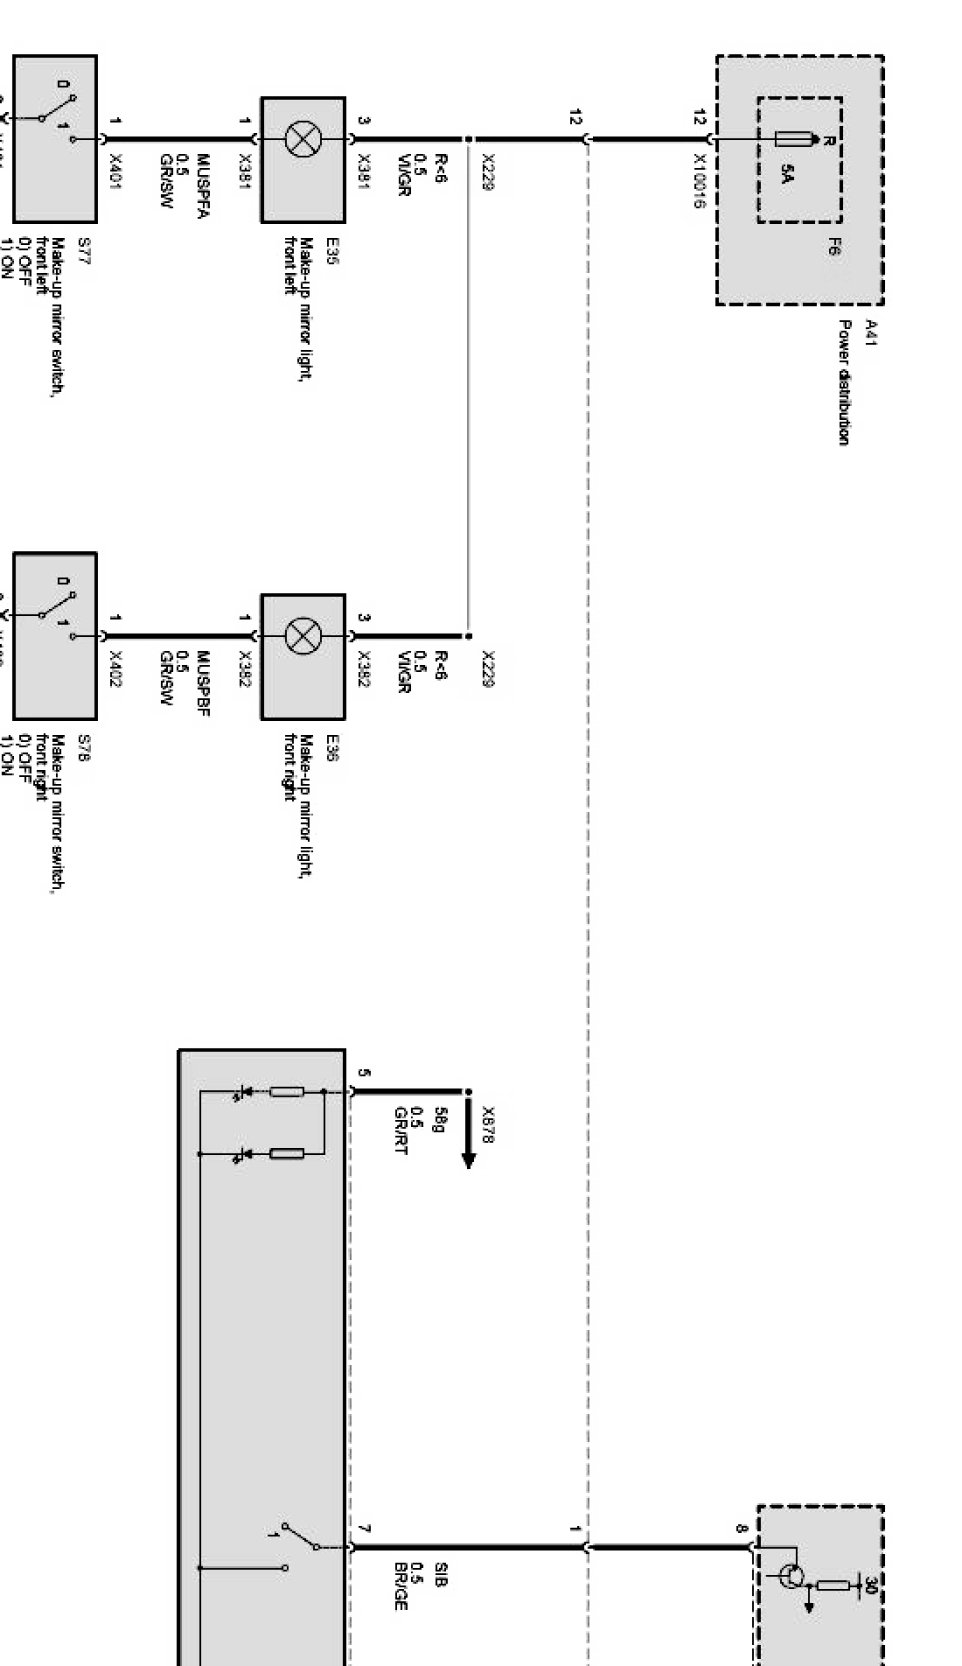 A41
Power distribution
F6
R
5A
12
X10016
12
X229
R<6
0.5
VI/GR
3
X381
E35
Make-up mirror light,
front left
1
X381
MUSPFA
0.5
GR/SW
1
X401
S77
Make-up mirror switch,
front left
0) OFF
1) ON
0
1
X229
R<6
0.5
VI/GR
3
X382
E36
Make-up mirror light,
front right
1
X382
MUSPBF
0.5
GR/SW
1
X402
S78
Make-up mirror switch,
front right
0) OFF
1) ON
0
1
X878
58g
0.5
GR/RT
5
30
8
1
SIB
0.5
BR/GE
7
1